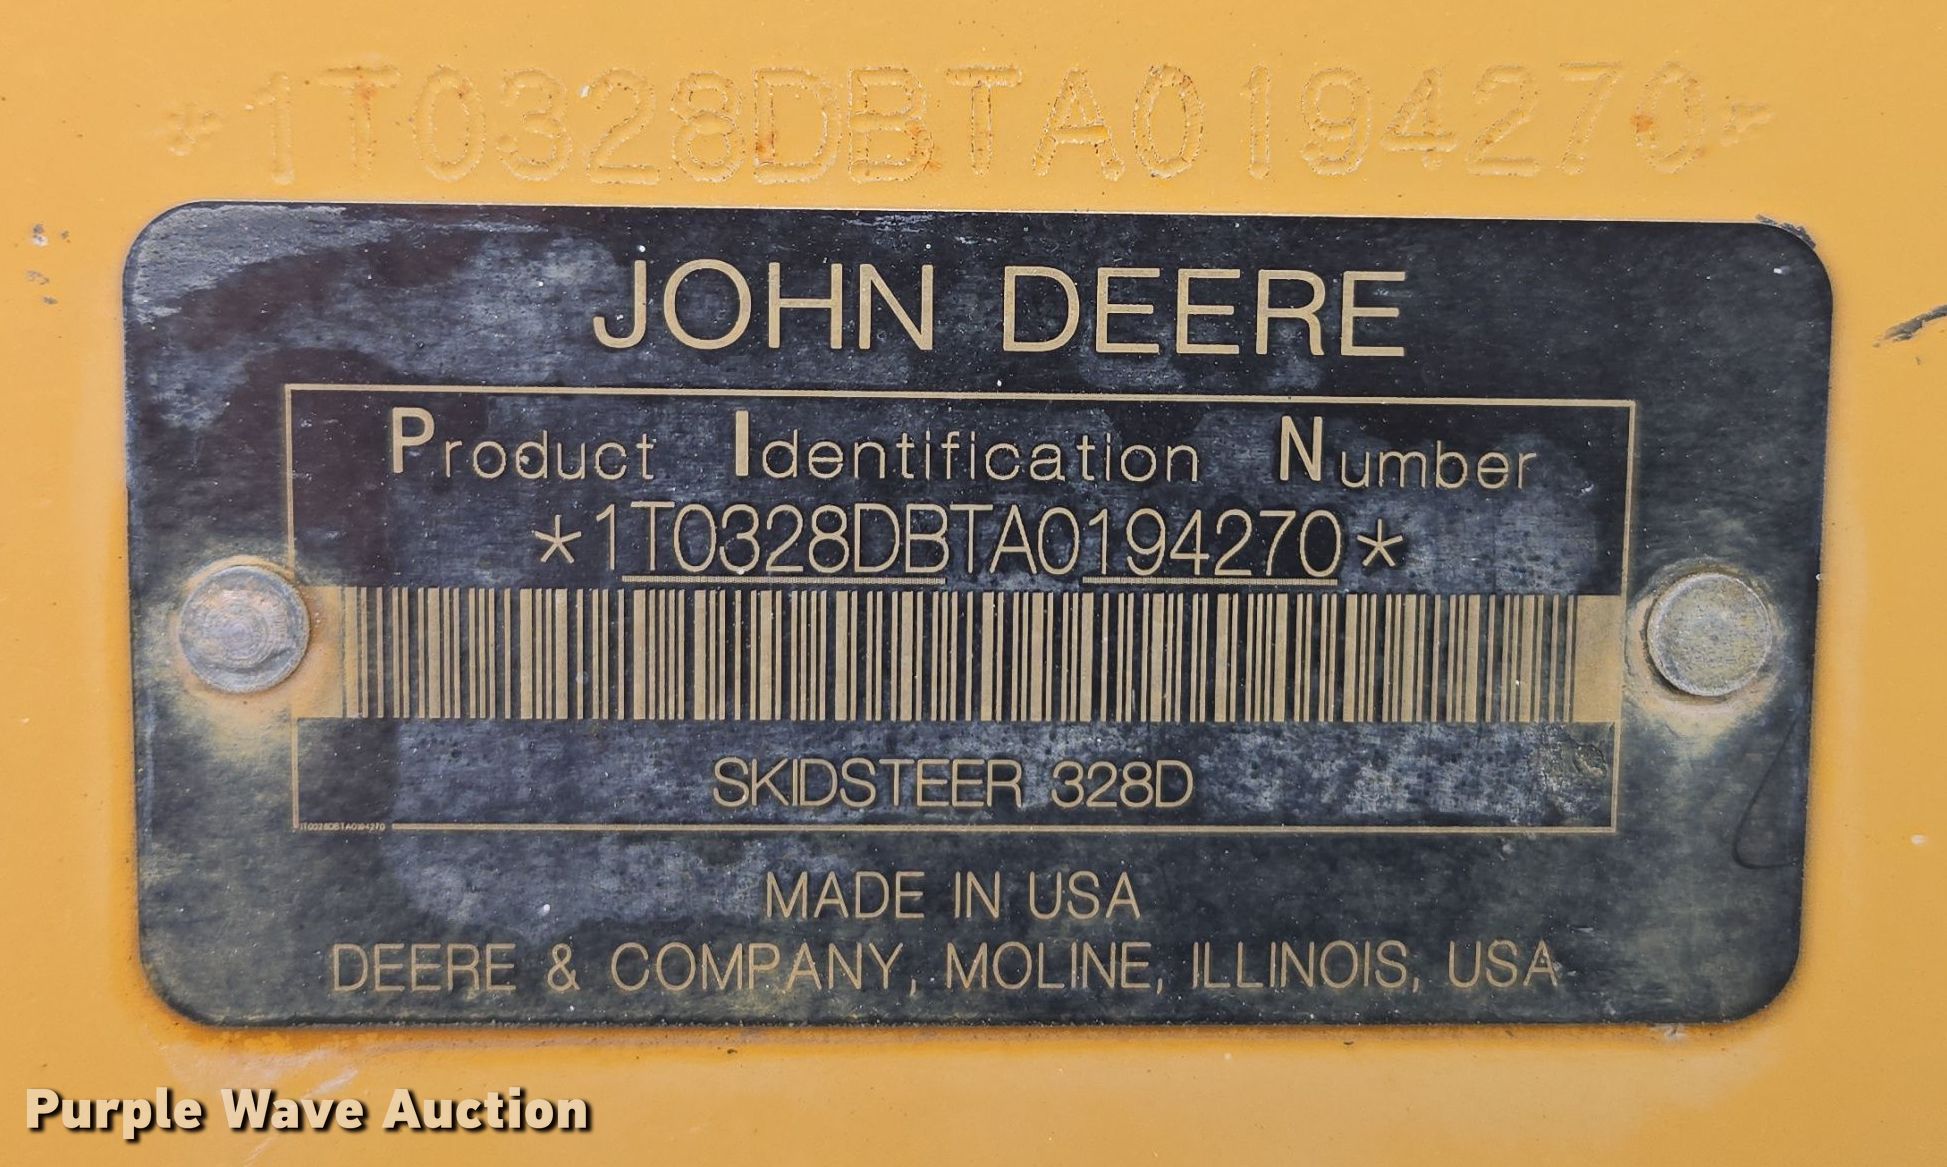 *1T0328DBTA0194270*
JOHN DEERE
Product Identification Number
*1T0328DBTA0194270*
SKIDSTEER 328D
1T0328DBTA0194270
MADE IN USA
DEERE & COMPANY, MOLINE, ILLINOIS, USA
Purple Wave Auction